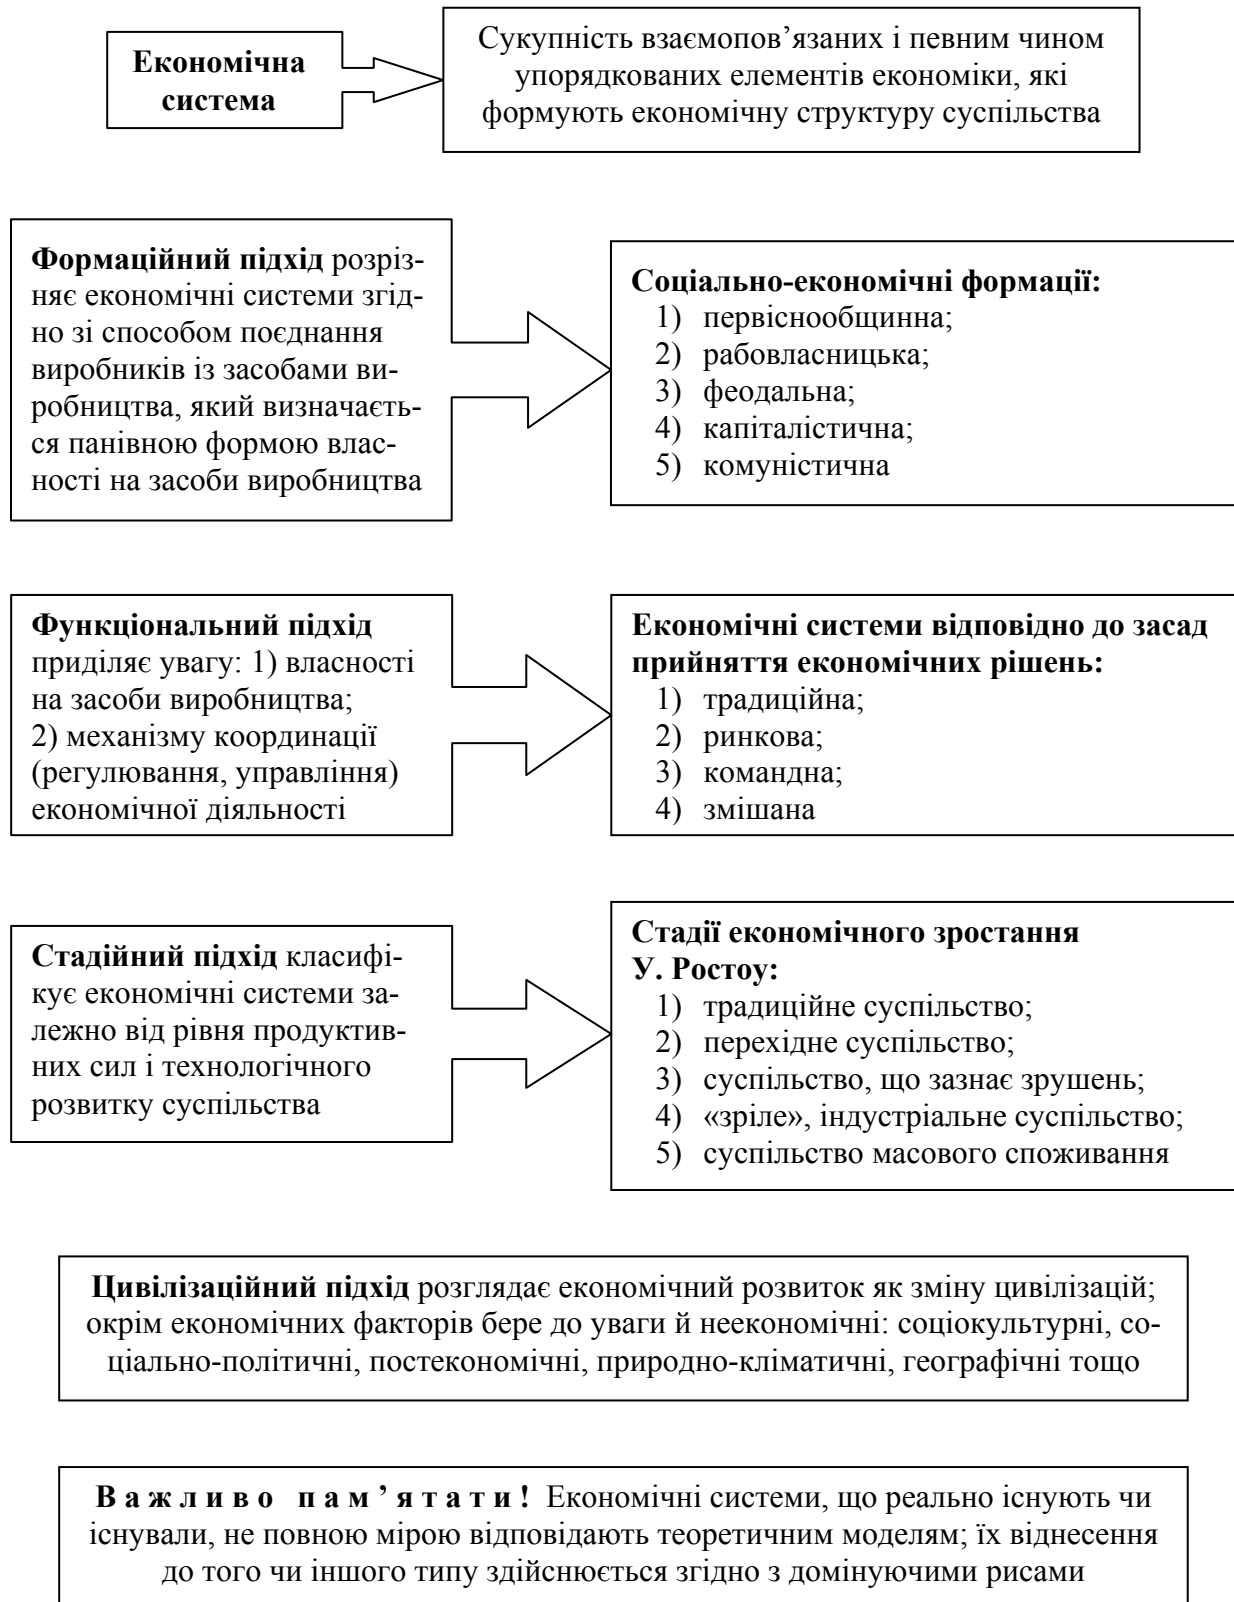 Економічна
система
Сукупність взаємопов’язаних і певним чином
упорядкованих елементів економіки, які
формують економічну структуру суспільства
Формаційний підхід розріз-
няє економічні системи згід-
но зі способом поєднання
виробників із засобами ви-
робництва, який визначаєть-
ся панівною формою влас-
ності на засоби виробництва
Соціально-економічні формації:
1) первіснообщинна;
2) рабовласницька;
3) феодальна;
4) капіталістична;
5) комуністична
Функціональний підхід
приділяє увагу: 1) власності
на засоби виробництва;
2) механізму координації
(регулювання, управління)
економічної діяльності
Економічні системи відповідно до засад
прийняття економічних рішень:
1) традиційна;
2) ринкова;
3) командна;
4) змішана
Стадійний підхід класифі-
кує економічні системи за-
лежно від рівня продуктив-
них сил і технологічного
розвитку суспільства
Стадії економічного зростання
У. Ростоу:
1) традиційне суспільство;
2) перехідне суспільство;
3) суспільство, що зазнає зрушень;
4) «зріле», індустріальне суспільство;
5) суспільство масового споживання
Цивілізаційний підхід розглядає економічний розвиток як зміну цивілізацій;
окрім економічних факторів бере до уваги й неекономічні: соціокультурні, со-
ціально-політичні, постекономічні, природно-кліматичні, географічні тощо
В а ж л и в о п а м ’ я т а т и ! Економічні системи, що реально існують чи
існували, не повною мірою відповідають теоретичним моделям; їх віднесення
до того чи іншого типу здійснюється згідно з домінуючими рисами